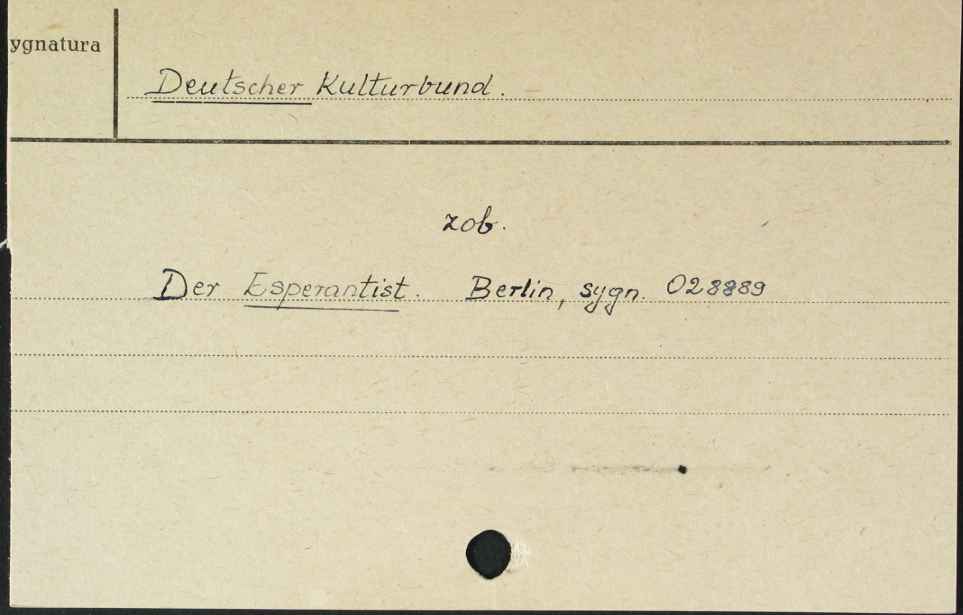 ygnatura
Deutscher Kulturbund.
zob.
Der Esperantist. Berlin, sygn. 028889